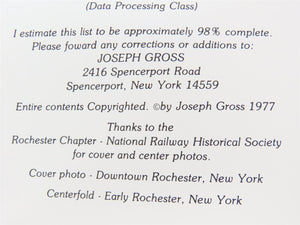 (Data Processing Class)
I estimate this list to be approximately 98% complete.
Please foward any corrections or additions to:
JOSEPH GROSS
2416 Spencerport Road
Spencerport, New York 14559
Entire contents Copyrighted. ©by Joseph Gross 1977
Thanks to the
Rochester Chapter - National Railway Historical Society
for cover and center photos.
Cover photo - Downtown Rochester, New York
Centerfold - Early Rochester, New York